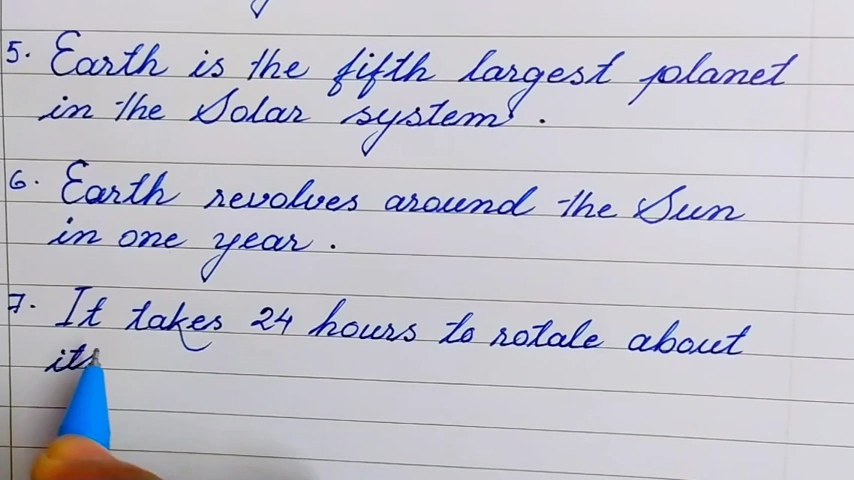 5. Earth is the fifth largest planet
in the Solar system.
6. Earth revolves around the Sun
in one year.
7. It takes 24 hours to rotate about
its